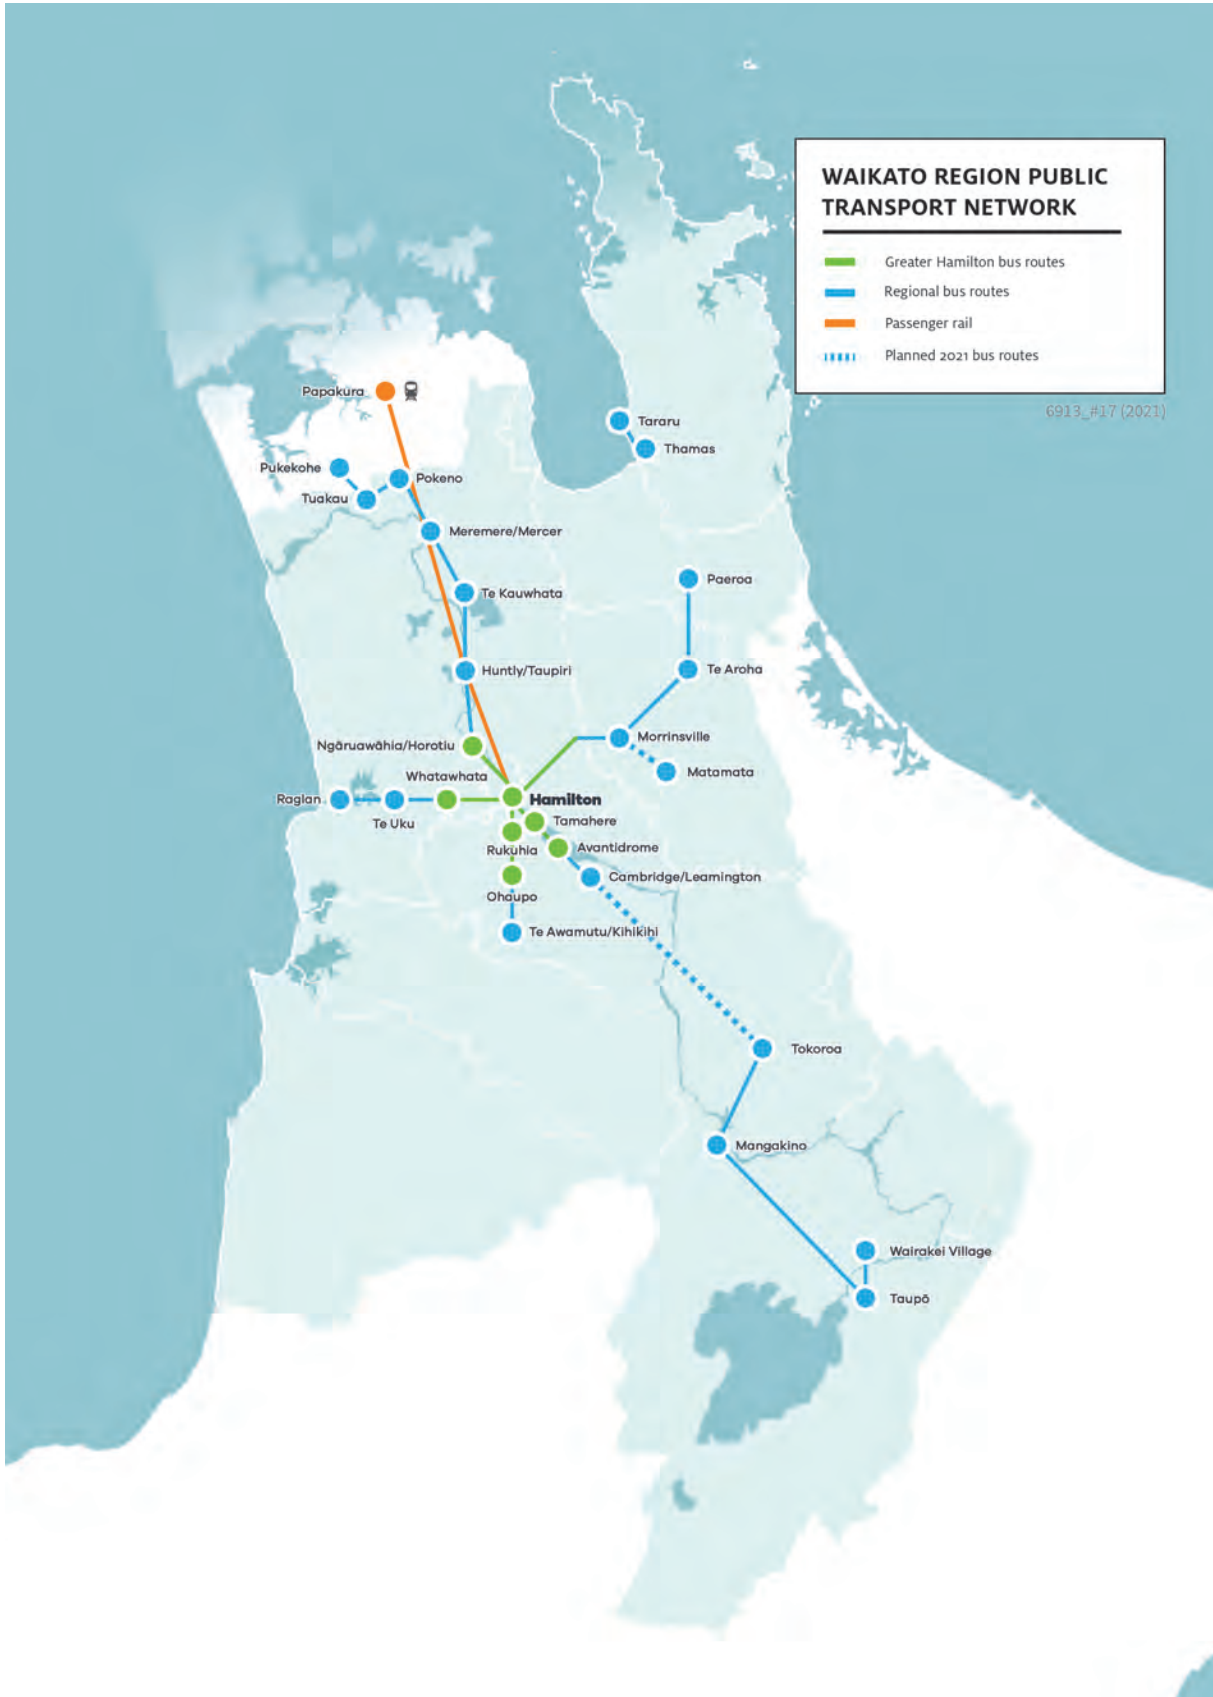 WAIKATO REGION PUBLIC
TRANSPORT NETWORK
Greater Hamilton bus routes
Regional bus routes
Passenger rail
Planned 2021 bus routes
6913_#17 (2021)
Papakura
Tararu
Thamas
Pukekohe
Pokeno
Tuakau
Meremere/Mercer
Paeroa
Te Kauwhata
Te Aroha
Huntly/Taupiri
Morrinsville
Ngāruawāhia/Horotiu
Matamata
Whatawhata
Raglan
Hamilton
Te Uku
Tamahere
Rukuhia
Avantidrome
Cambridge/Leamington
Ohaupo
Te Awamutu/Kihikihi
Tokoroa
Mangakino
Wairakei Village
Taupō